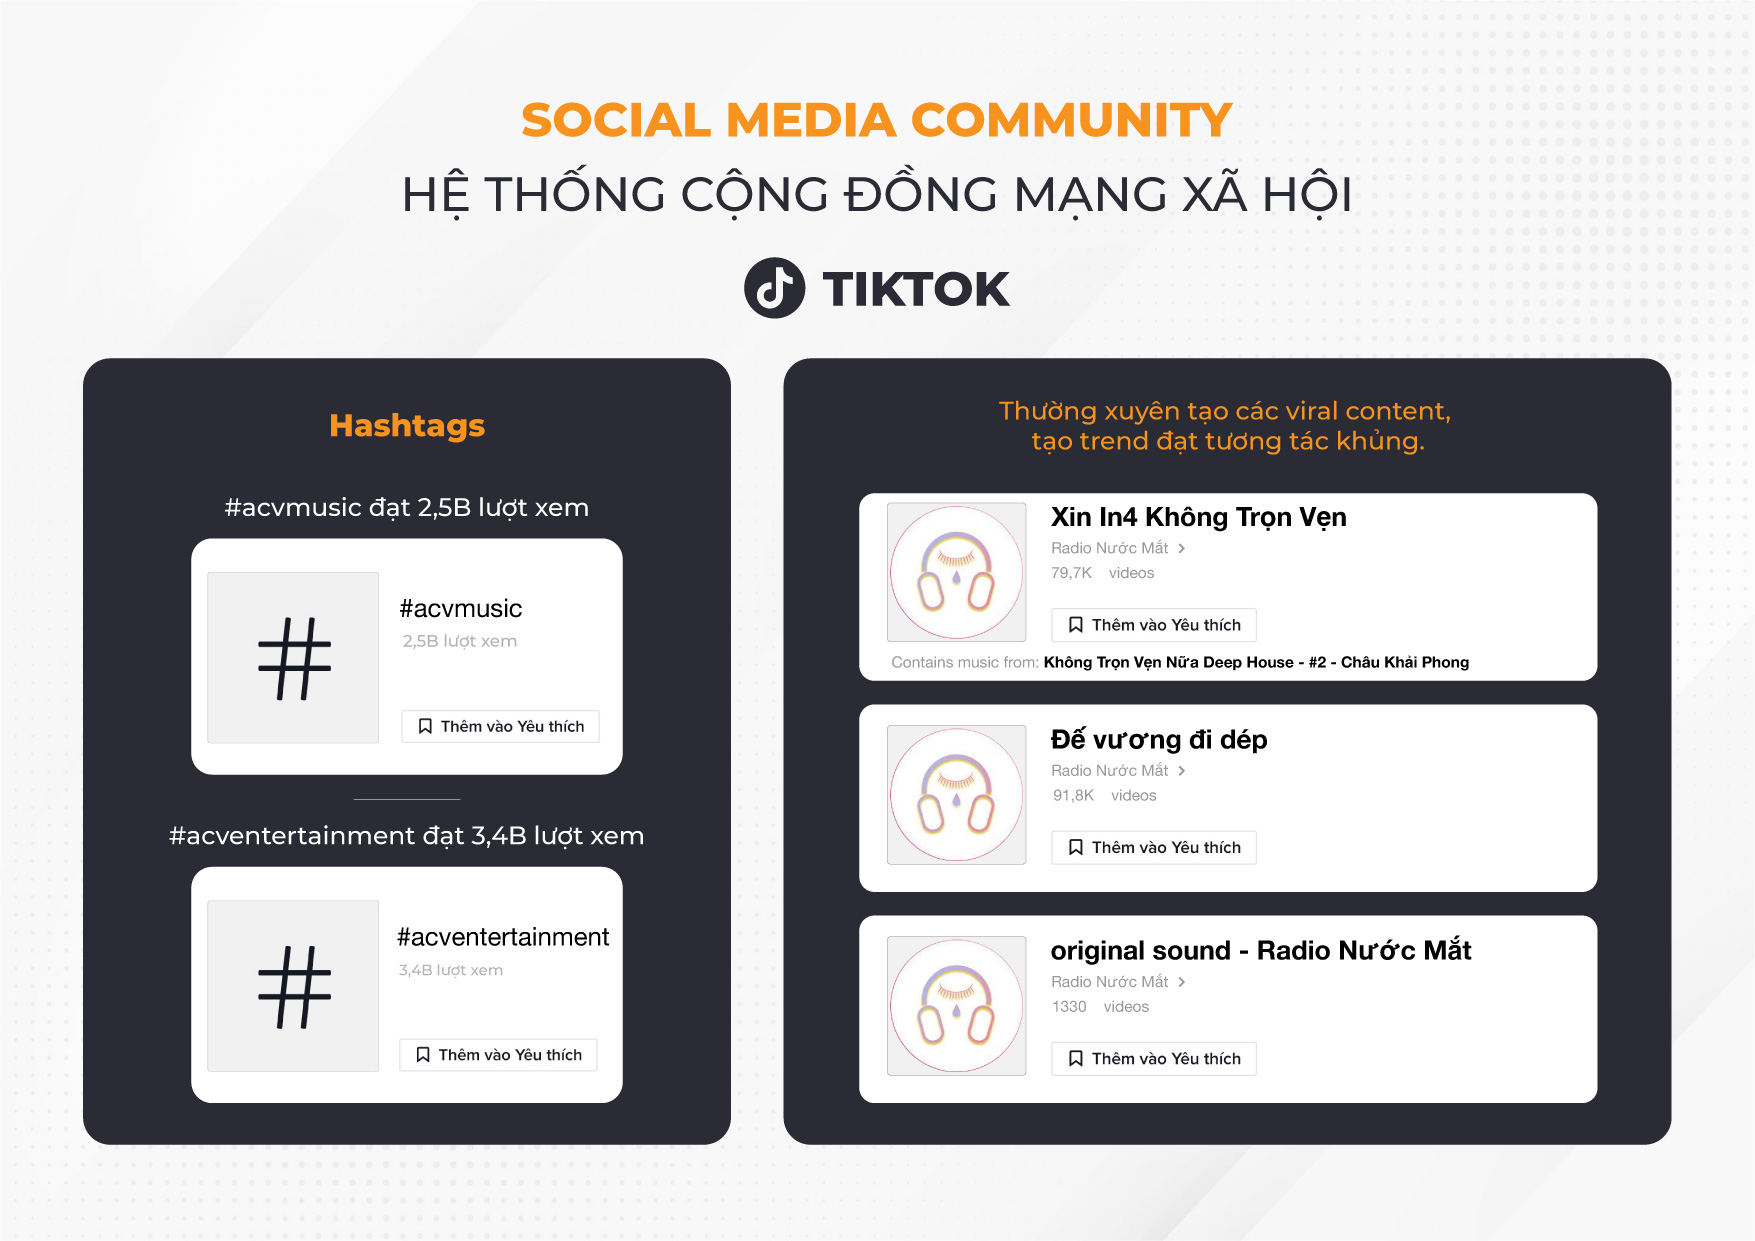 SOCIAL MEDIA COMMUNITY
HỆ THỐNG CỘNG ĐỒNG MẠNG XÃ HỘI
TIKTOK
Hashtags
#acvmusic đạt 2,5B lượt xem
#acvmusic
2,5B lượt xem
Thêm vào Yêu thích
#acventertainment đạt 3,4B lượt xem
#acventertainment
3,4B lượt xem
Thêm vào Yêu thích
Thường xuyên tạo các viral content,
tạo trend đạt tương tác khủng.
Xin In4 Không Trọn Vẹn
Radio Nước Mắt >
79,7K videos
Thêm vào Yêu thích
Contains music from: Không Trọn Vẹn Nữa Deep House - #2 - Châu Khải Phong
Đế vương đi dép
Radio Nước Mắt >
91,8K videos
Thêm vào Yêu thích
original sound - Radio Nước Mắt
Radio Nước Mắt >
1330 videos
Thêm vào Yêu thích